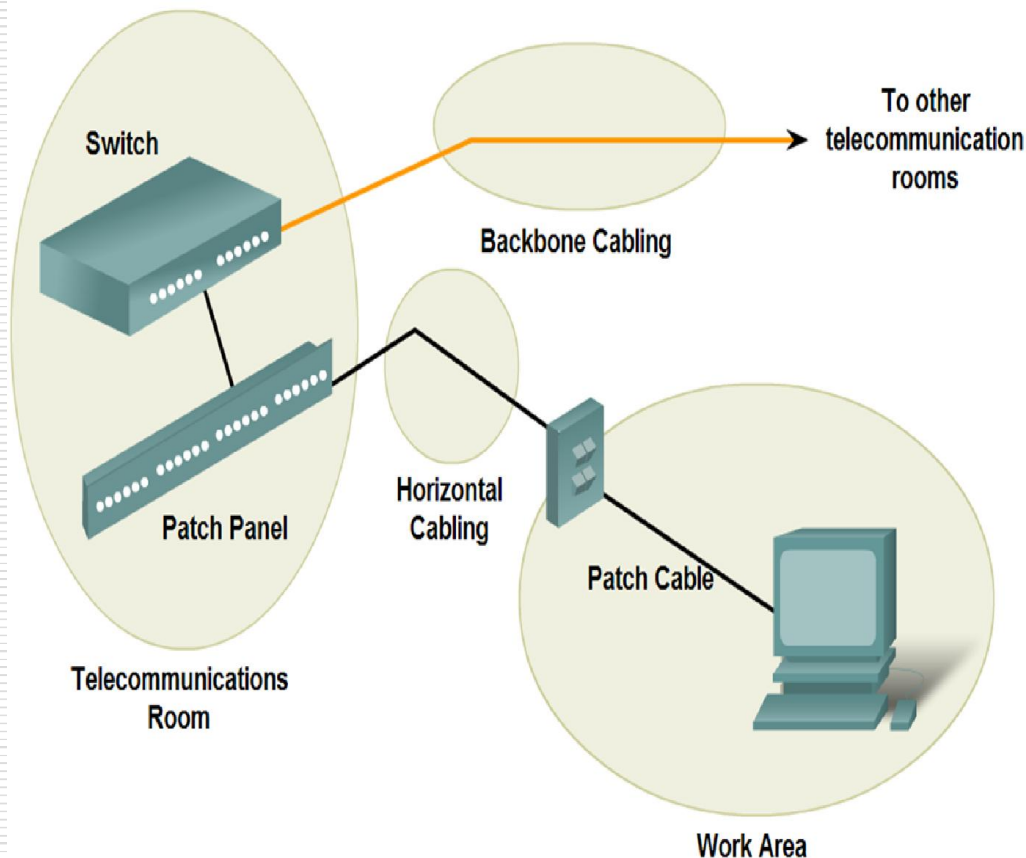 To other
telecommunication
rooms
Switch
Backbone Cabling
Horizontal
Cabling
Patch Panel
Patch Cable
Telecommunications
Room
Work Area